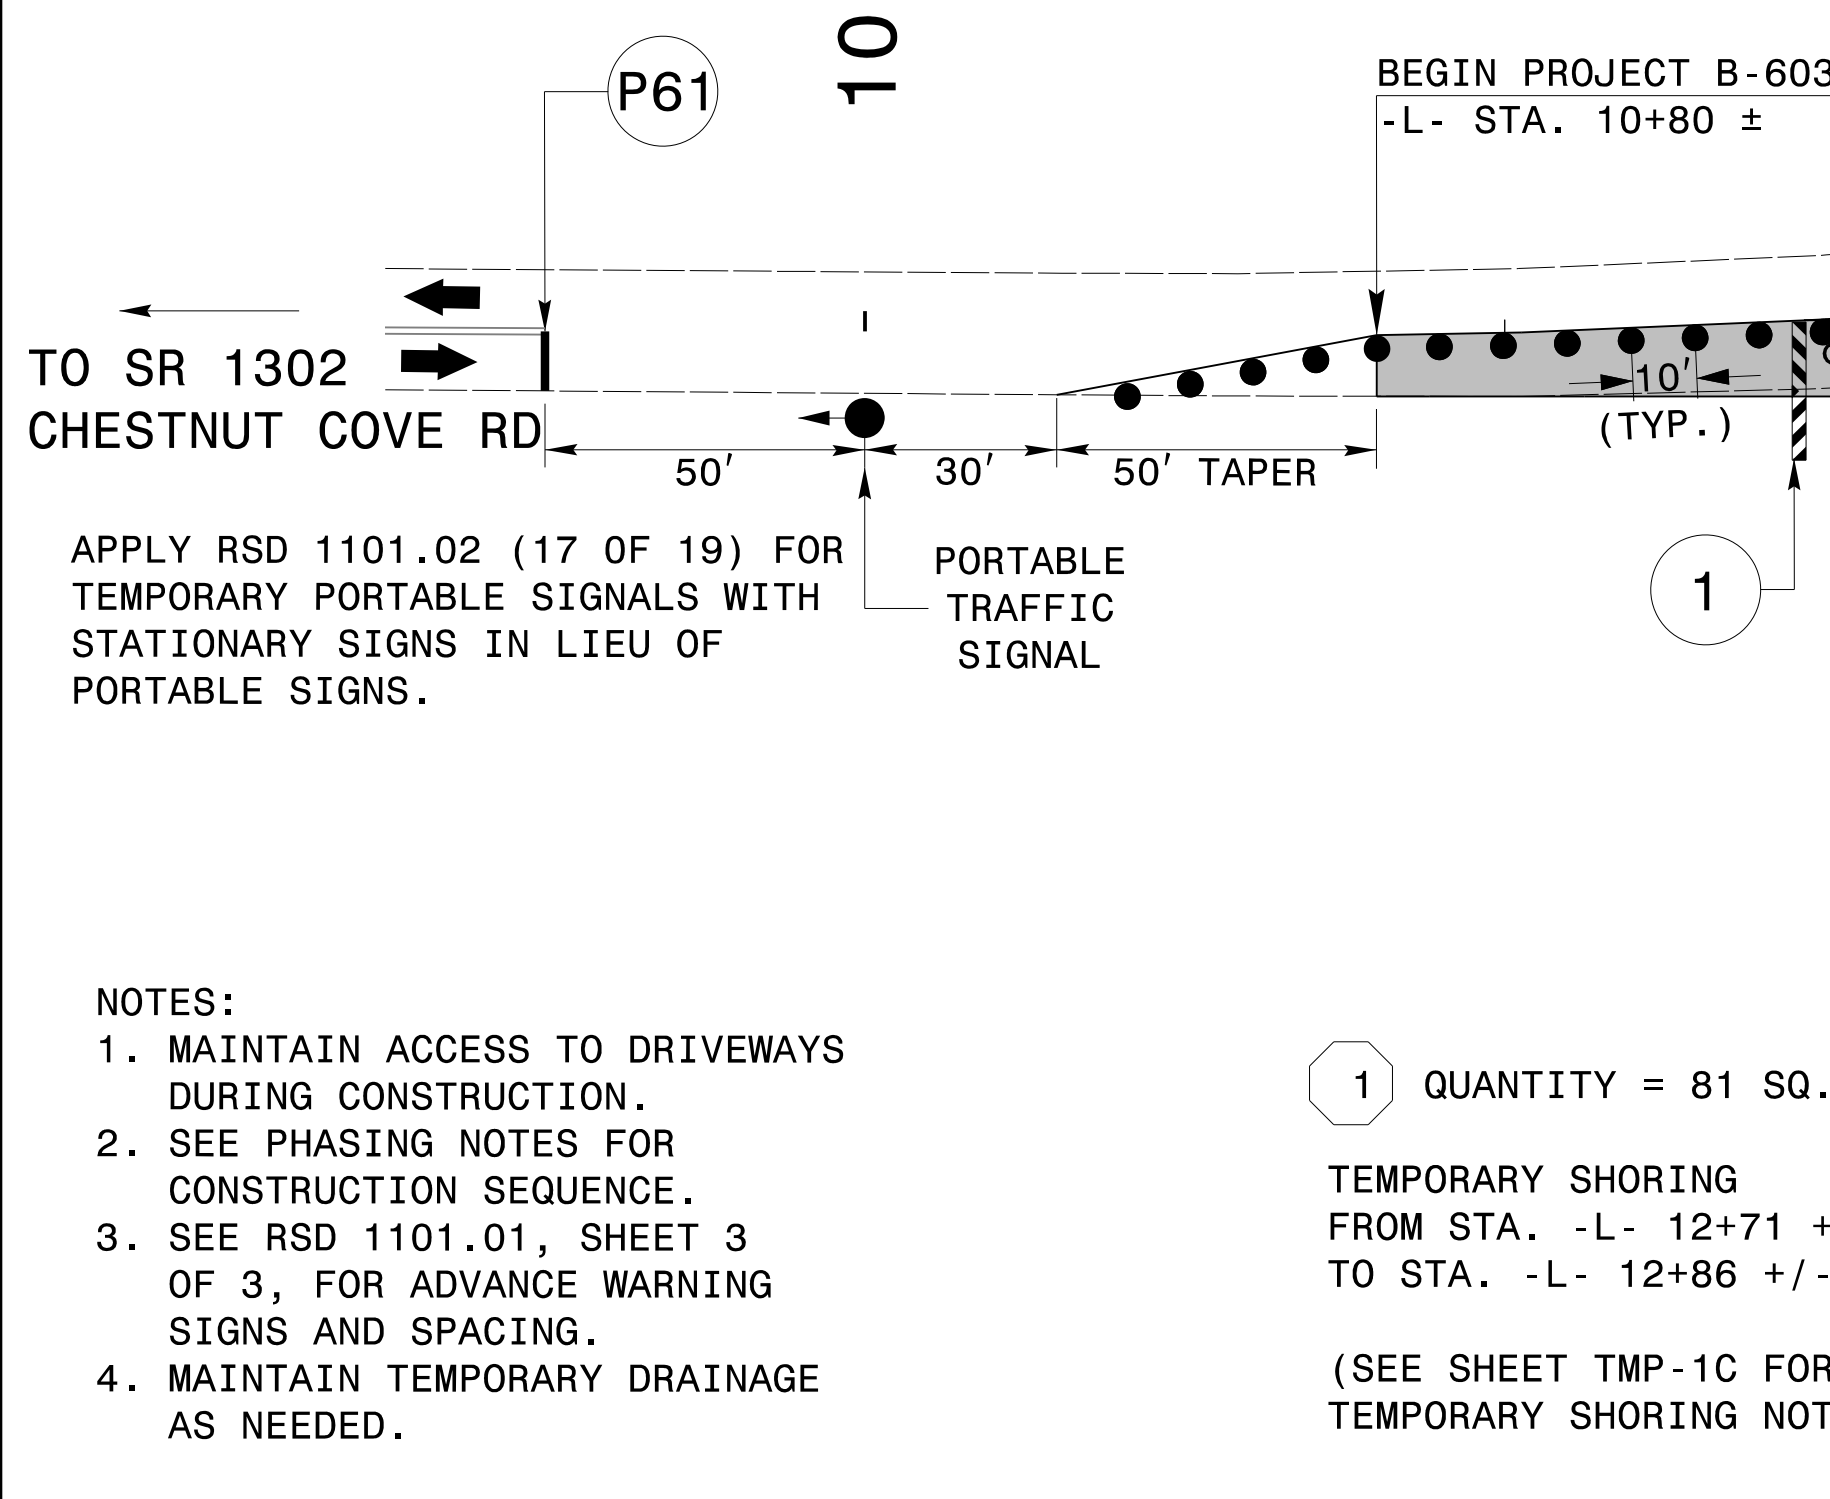 10
P61
BEGIN PROJECT B-603
-L- STA. 10+80 ±
TO SR 1302
CHESTNUT COVE RD
10'
(TYP.)
50'
30'
50' TAPER
APPLY RSD 1101.02 (17 OF 19) FOR
TEMPORARY PORTABLE SIGNALS WITH
STATIONARY SIGNS IN LIEU OF
PORTABLE SIGNS.
PORTABLE
TRAFFIC
SIGNAL
1
NOTES:
1. MAINTAIN ACCESS TO DRIVEWAYS
DURING CONSTRUCTION.
2. SEE PHASING NOTES FOR
CONSTRUCTION SEQUENCE.
3. SEE RSD 1101.01, SHEET 3
OF 3, FOR ADVANCE WARNING
SIGNS AND SPACING.
4. MAINTAIN TEMPORARY DRAINAGE
AS NEEDED.
1 QUANTITY = 81 SQ.
TEMPORARY SHORING
FROM STA. -L- 12+71 +
TO STA. -L- 12+86 +/-
(SEE SHEET TMP-1C FOR
TEMPORARY SHORING NOT